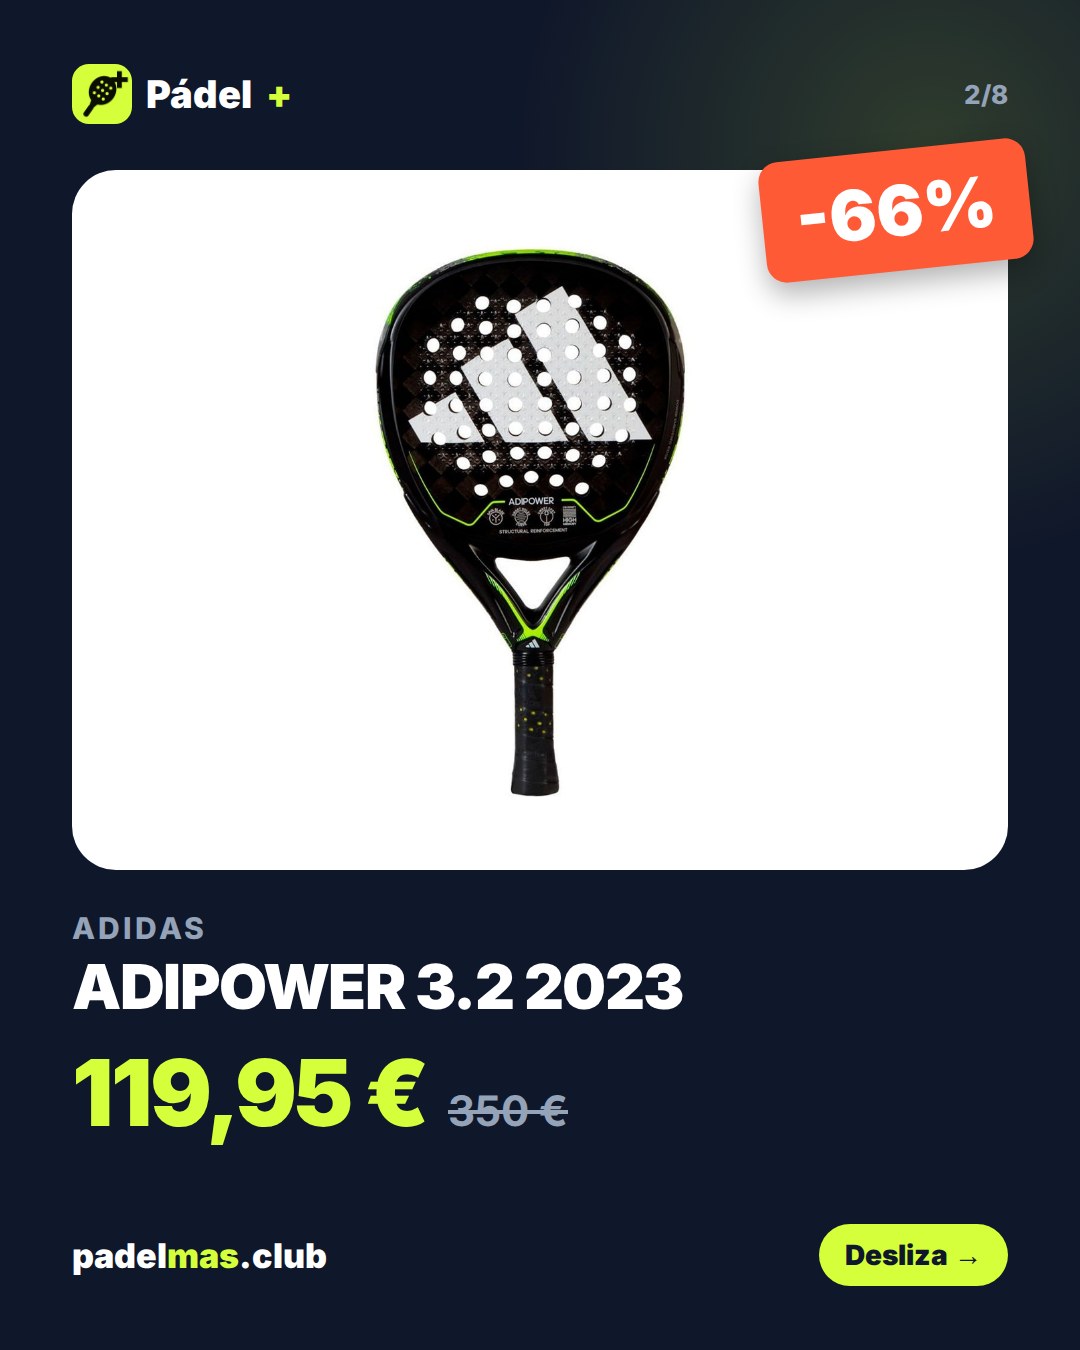 Pádel +
2/8
-66%
ADIPOWER
STRUCTURAL REINFORCEMENT
ADIDAS
ADIPOWER 3.2 2023
119,95 € 350 €
padelmas.club
Desliza →